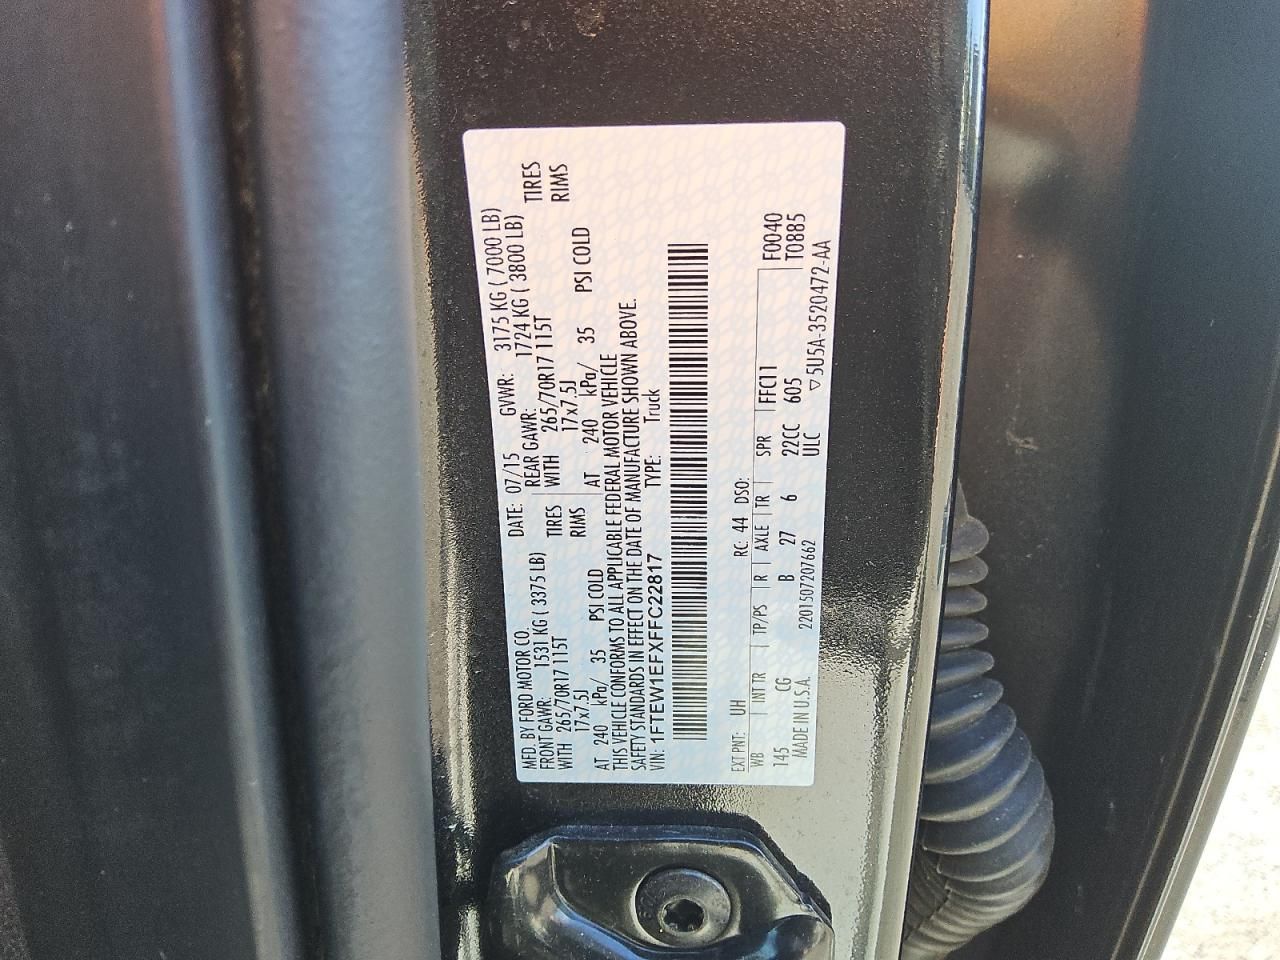 MFD. BY FORD MOTOR CO.
DATE: 07/15 GVWR: 3175 KG ( 7000 LB)
FRONT GAWR: 1531 KG ( 3375 LB) REAR GAWR: 1724 KG ( 3800 LB)
WITH 265/70R17 115T TIRES WITH 265/70R17 115T TIRES
17x7.5J RIMS 17x7.5J RIMS
AT 240 kPa/ 35 PSI COLD AT 240 kPa/ 35 PSI COLD
THIS VEHICLE CONFORMS TO ALL APPLICABLE FEDERAL MOTOR VEHICLE
SAFETY STANDARDS IN EFFECT ON THE DATE OF MANUFACTURE SHOWN ABOVE.
VIN: 1FTEW1EFXFFC22817 TYPE: Truck
EXT PNT: UH RC: 44 DSO:
WB INT TR TP/PS R AXLE TR SPR FFC11 F0040
145 CG B 27 6 22CC 605 T0885
ULC
MADE IN U.S.A. 2201507207662 ▽5U5A-3520472-AA